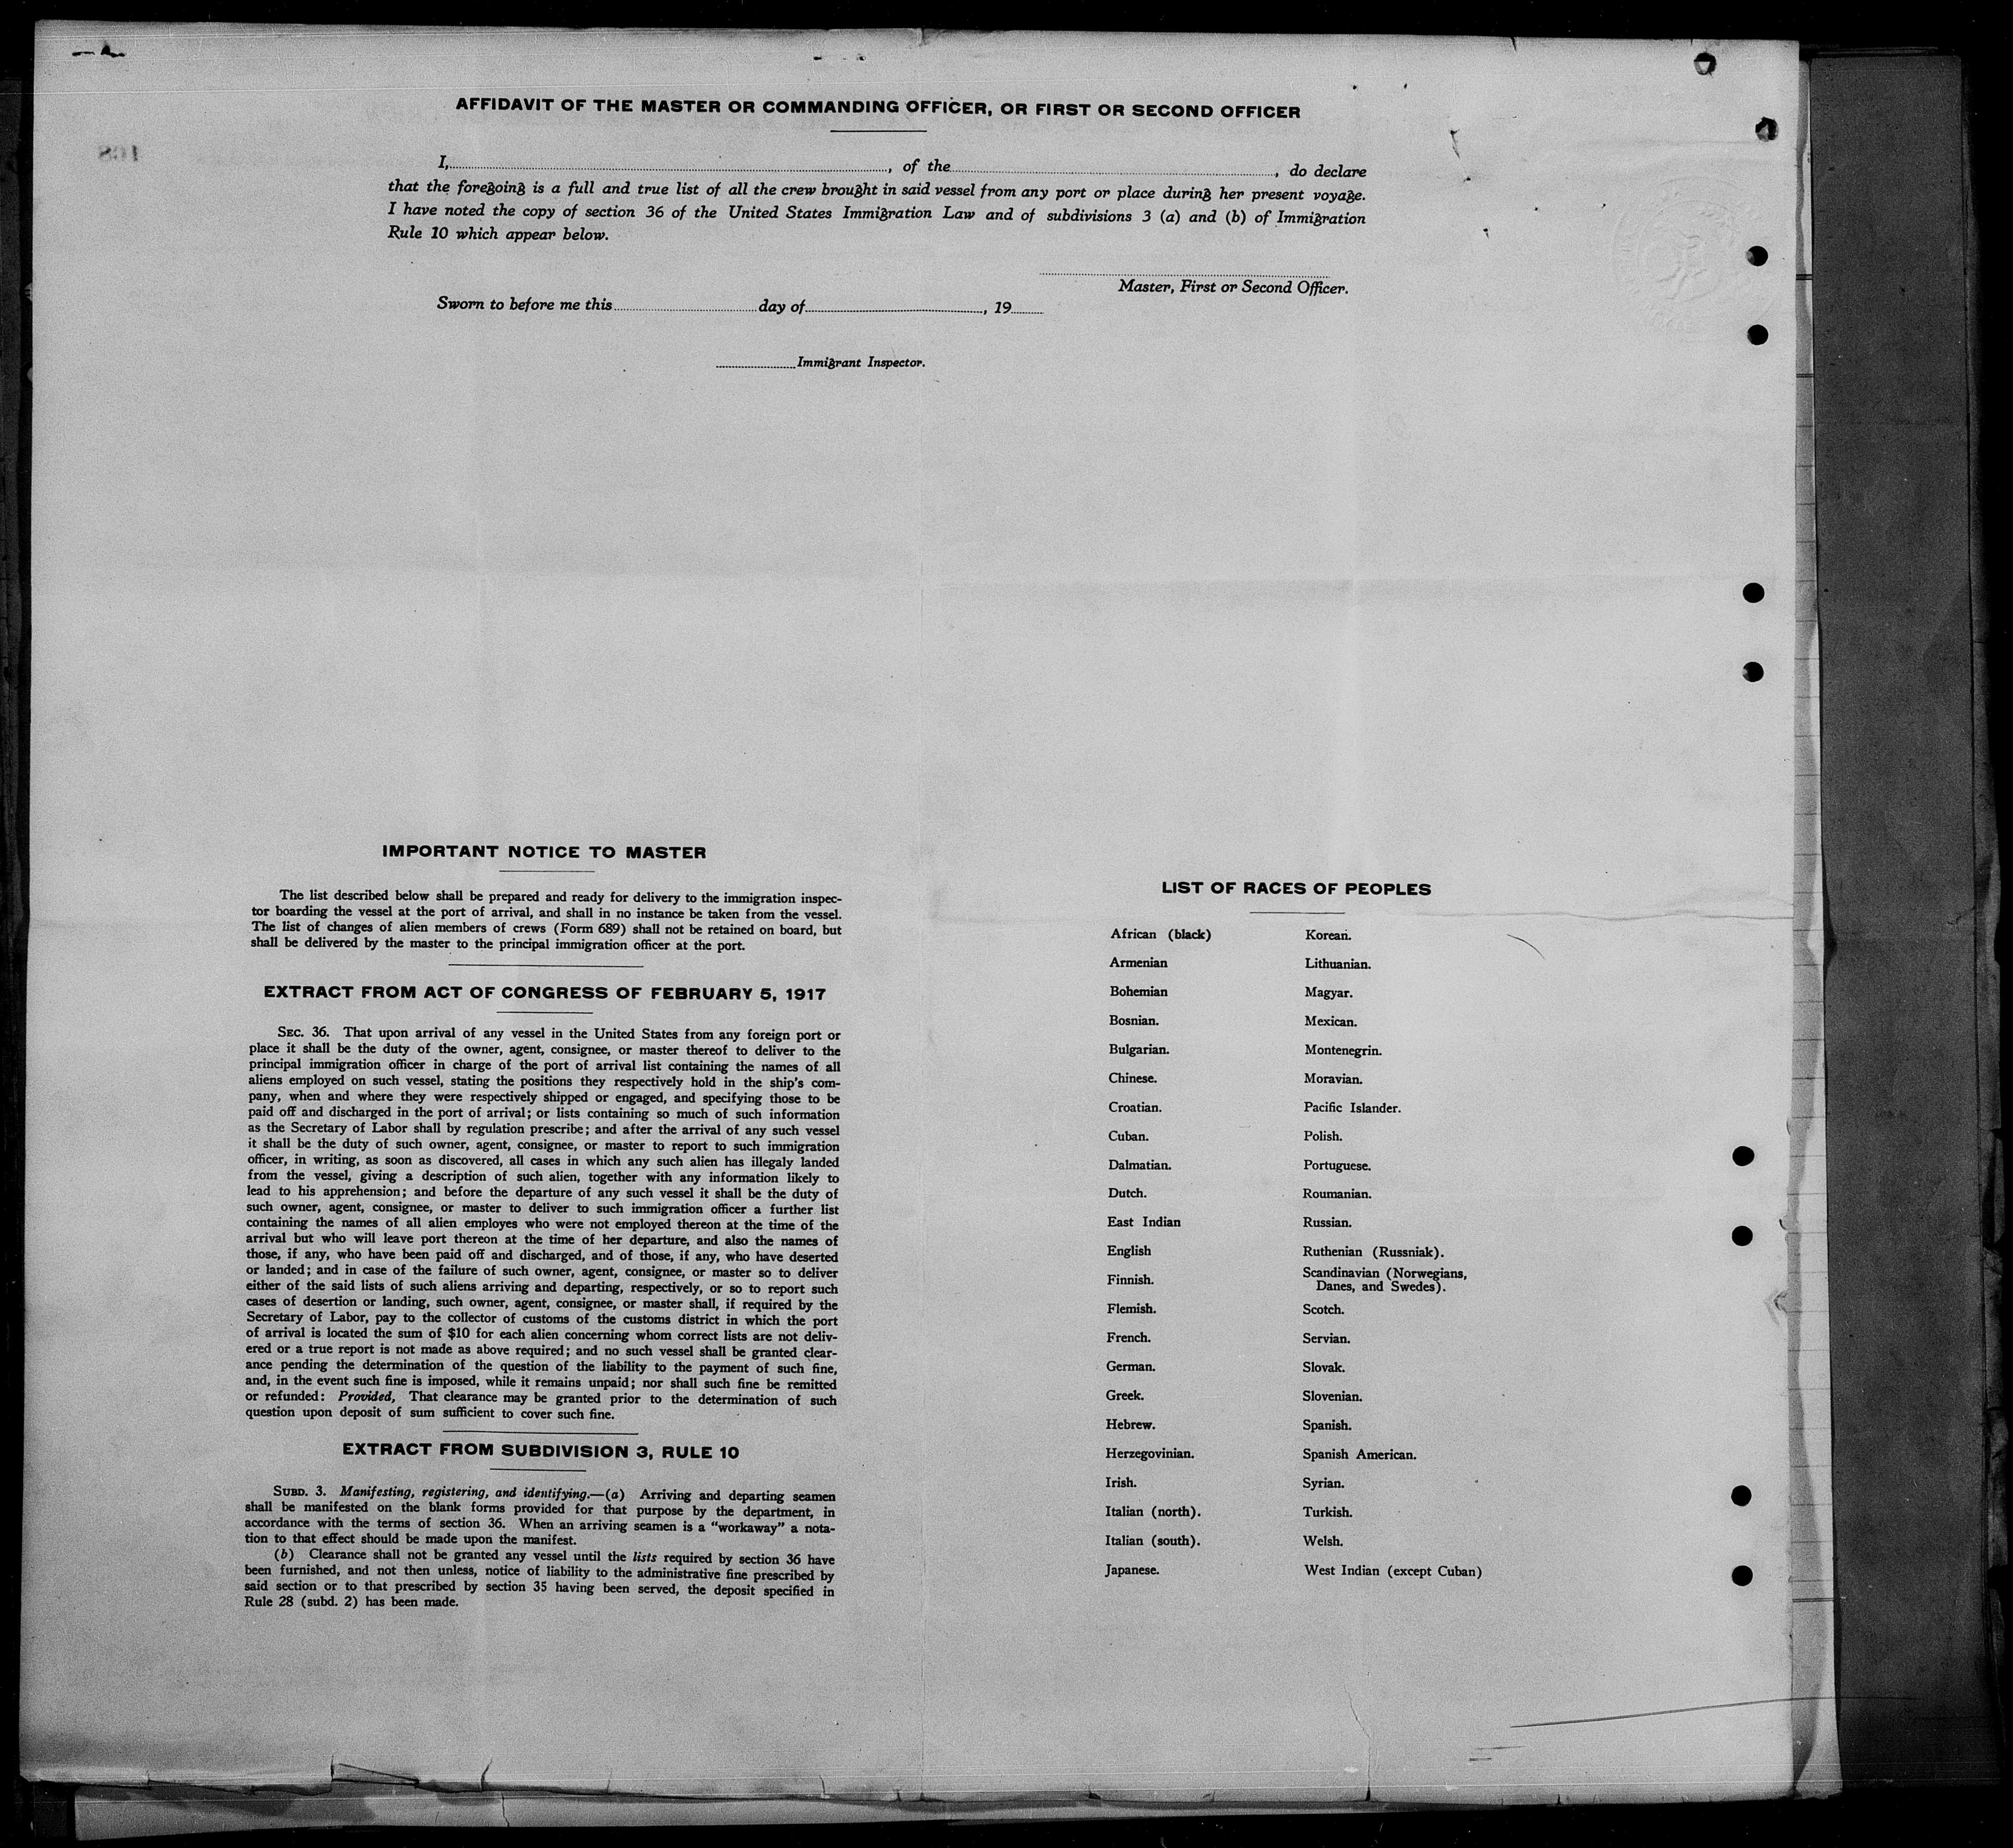 AFFIDAVIT OF THE MASTER OR COMMANDING OFFICER, OR FIRST OR SECOND OFFICER
I,, of the, do declare
that the foregoing is a full and true list of all the crew brought in said vessel from any port or place during her present voyage.
I have noted the copy of section 36 of the United States Immigration Law and of subdivisions 3 (a) and (b) of Immigration
Rule 10 which appear below.
Master, First or Second Officer.
Sworn to before me this day of, 19
Immigrant Inspector.
IMPORTANT NOTICE TO MASTER
The list described below shall be prepared and ready for delivery to the immigration inspec-
tor boarding the vessel at the port of arrival, and shall in no instance be taken from the vessel.
The list of changes of alien members of crews (Form 689) shall not be retained on board, but
shall be delivered by the master to the principal immigration officer at the port.
EXTRACT FROM ACT OF CONGRESS OF FEBRUARY 5, 1917
SEC. 36. That upon arrival of any vessel in the United States from any foreign port or
place it shall be the duty of the owner, agent, consignee, or master thereof to deliver to the
principal immigration officer in charge of the port of arrival list containing the names of all
aliens employed on such vessel, stating the positions they respectively hold in the ship's com-
pany, when and where they were respectively shipped or engaged, and specifying those to be
paid off and discharged in the port of arrival; or lists containing so much of such information
as the Secretary of Labor shall by regulation prescribe; and after the arrival of any such vessel
it shall be the duty of such owner, agent, consignee, or master to report to such immigration
officer, in writing, as soon as discovered, all cases in which any such alien has illegaly landed
from the vessel, giving a description of such alien, together with any information likely to
lead to his apprehension; and before the departure of any such vessel it shall be the duty of
such owner, agent, consignee, or master to deliver to such immigration officer a further list
containing the names of all alien employes who were not employed thereon at the time of the
arrival but who will leave port thereon at the time of her departure, and also the names of
those, if any, who have been paid off and discharged, and of those, if any, who have deserted
or landed; and in case of the failure of such owner, agent, consignee, or master so to deliver
either of the said lists of such aliens arriving and departing, respectively, or so to report such
cases of desertion or landing, such owner, agent, consignee, or master shall, if required by the
Secretary of Labor, pay to the collector of customs of the customs district in which the port
of arrival is located the sum of $10 for each alien concerning whom correct lists are not deliv-
ered or a true report is not made as above required; and no such vessel shall be granted clear-
ance pending the determination of the question of the liability to the payment of such fine,
and, in the event such fine is imposed, while it remains unpaid; nor shall such fine be remitted
or refunded: Provided, That clearance may be granted prior to the determination of such
question upon deposit of sum sufficient to cover such fine.
EXTRACT FROM SUBDIVISION 3, RULE 10
SUBD. 3. Manifesting, registering, and identifying.—(a) Arriving and departing seamen
shall be manifested on the blank forms provided for that purpose by the department, in
accordance with the terms of section 36. When an arriving seamen is a "workaway" a nota-
tion to that effect should be made upon the manifest.
(b) Clearance shall not be granted any vessel until the lists required by section 36 have
been furnished, and not then unless, notice of liability to the administrative fine prescribed by
said section or to that prescribed by section 35 having been served, the deposit specified in
Rule 28 (subd. 2) has been made.
LIST OF RACES OF PEOPLES
African (black)
Armenian
Bohemian
Bosnian.
Bulgarian.
Chinese.
Croatian.
Cuban.
Dalmatian.
Dutch.
East Indian
English
Finnish.
Flemish.
French.
German.
Greek.
Hebrew.
Herzegovinian.
Irish.
Italian (north).
Italian (south).
Japanese.
Korean.
Lithuanian.
Magyar.
Mexican.
Montenegrin.
Moravian.
Pacific Islander.
Polish.
Portuguese.
Roumanian.
Russian.
Ruthenian (Russniak).
Scandinavian (Norwegians,
Danes, and Swedes).
Scotch.
Servian.
Slovak.
Slovenian.
Spanish.
Spanish American.
Syrian.
Turkish.
Welsh.
West Indian (except Cuban)